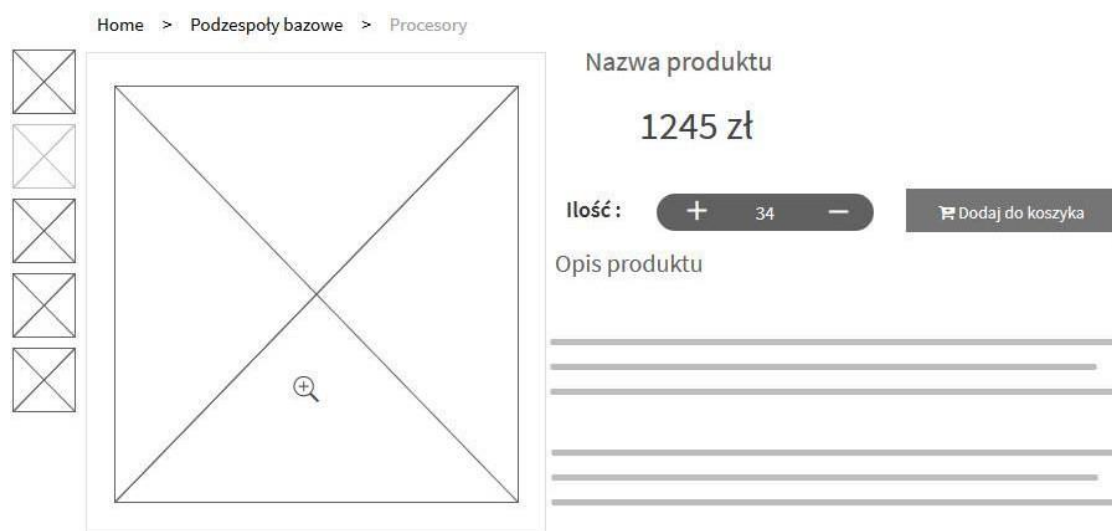 Home > Podzespoły bazowe > Procesory
Nazwa produktu
1245 zł
Ilość : + 34 − Dodaj do koszyka
Opis produktu